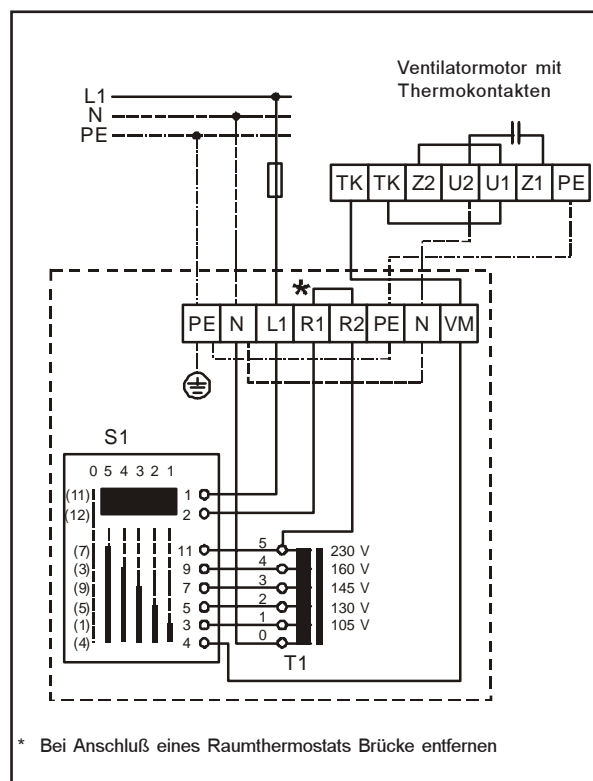 Ventilatormotor mit
Thermokontakten
L1
N
PE
TK TK Z2 U2 U1 Z1 PE
*
PE N L1 R1 R2 PE N VM
S1
0 5 4 3 2 1
(11) 1
(12) 2
(7) 11 5 230 V
(3) 9 4 160 V
(9) 7 3 145 V
(5) 5 2 130 V
(1) 3 1 105 V
(4) 4 0
T1
* Bei Anschluß eines Raumthermostats Brücke entfernen